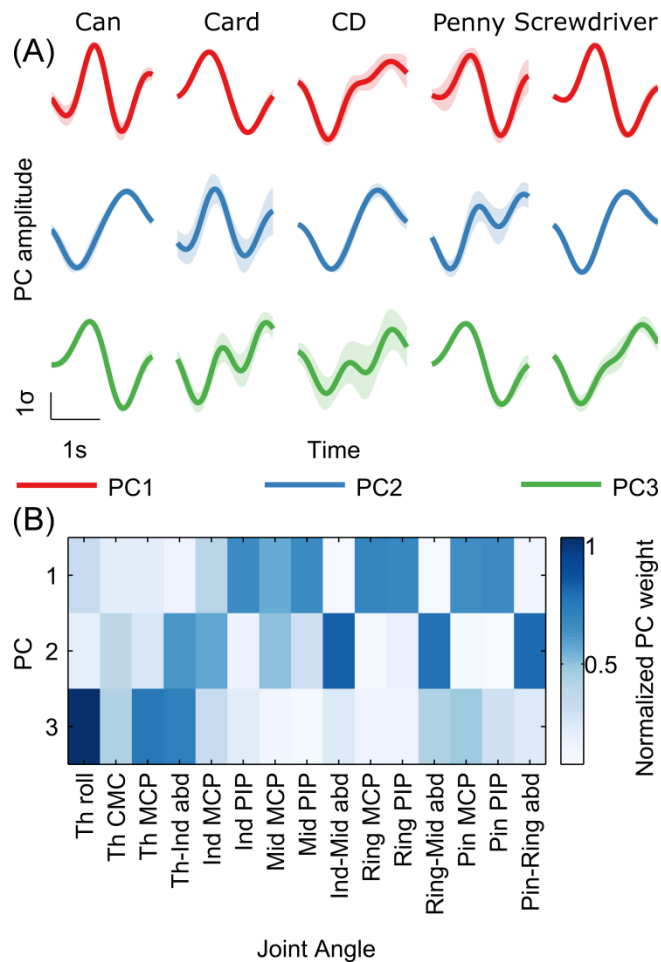 (A)
Can Card CD Penny Screwdriver
PC amplitude
1σ
1s
Time
PC1 PC2 PC3
(B)
1
PC 2
3
1
0.5
Normalized PC weight
Th roll
Th CMC
Th MCP
Th-Ind abd
Ind MCP
Ind PIP
Mid MCP
Mid PIP
Ind-Mid abd
Ring MCP
Ring PIP
Ring-Mid abd
Pin MCP
Pin PIP
Pin-Ring abd
Joint Angle